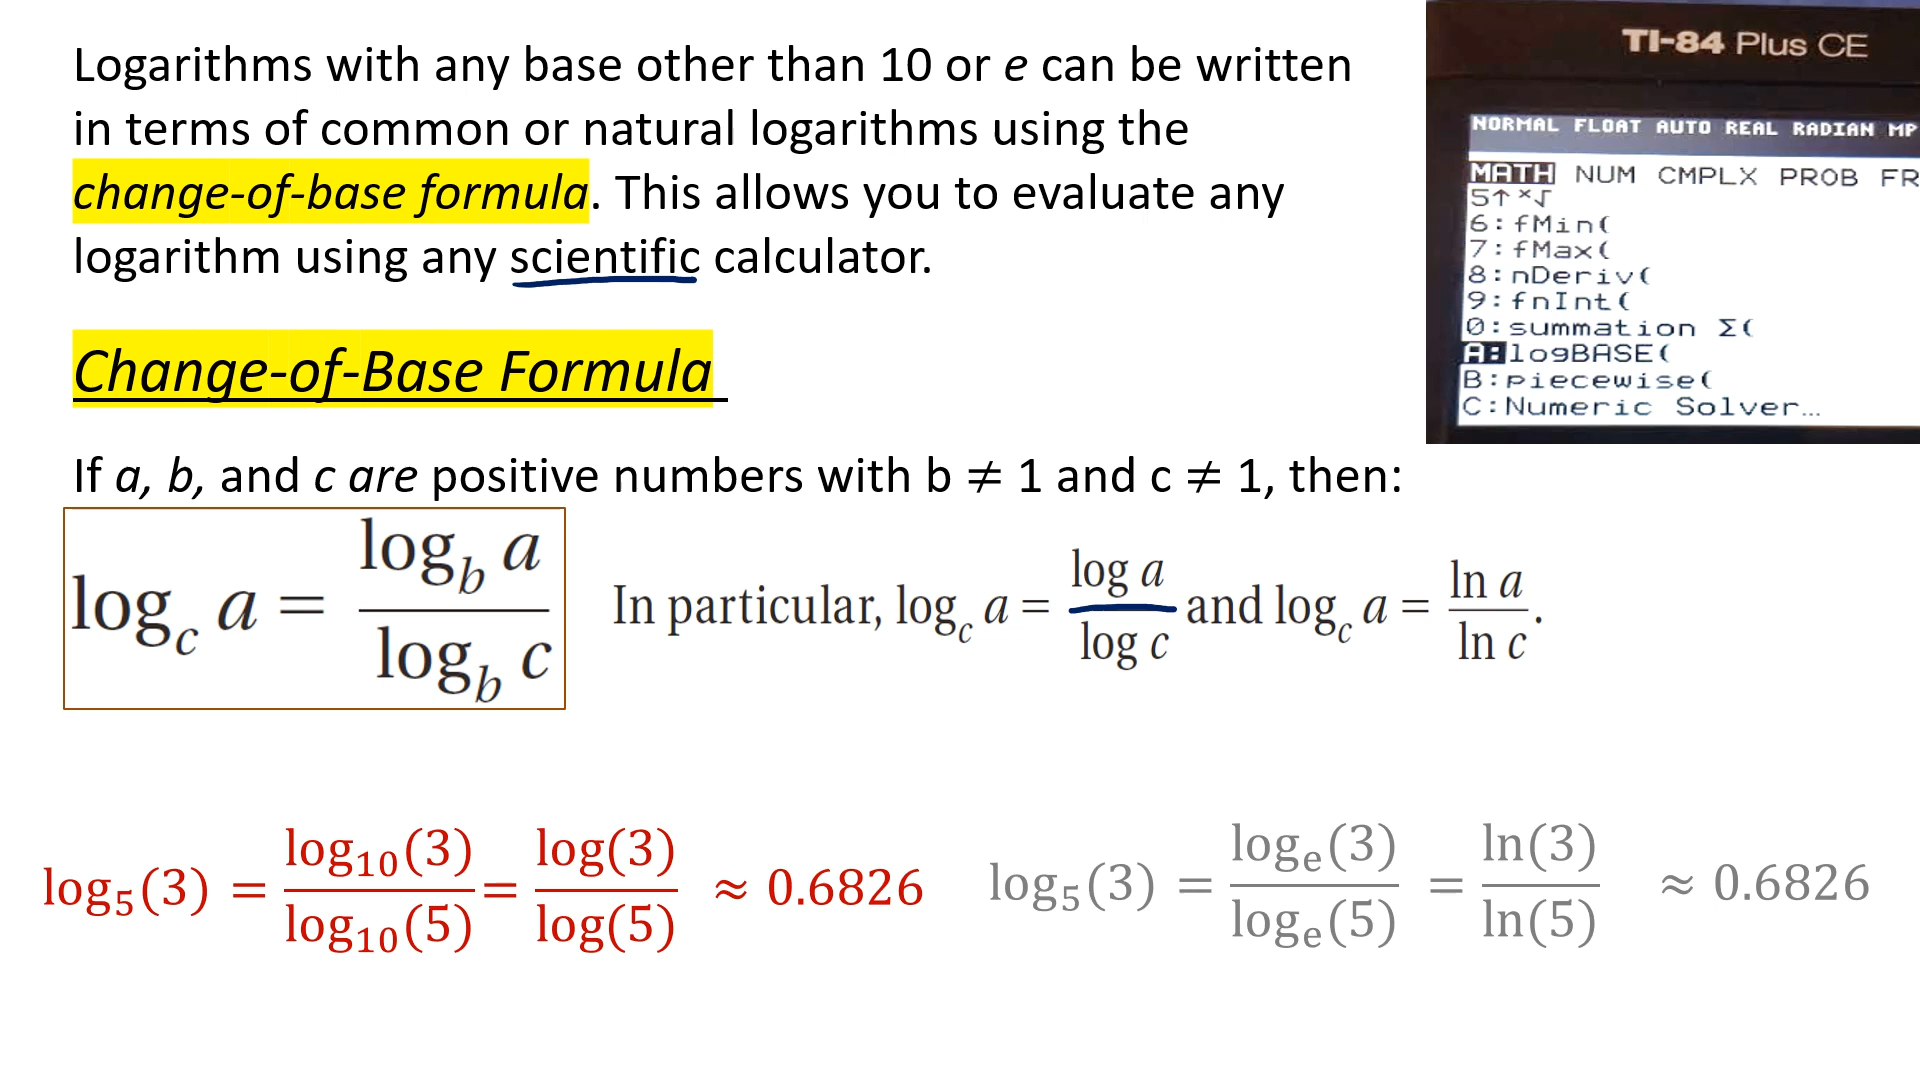 Logarithms with any base other than 10 or e can be written
in terms of common or natural logarithms using the
change-of-base formula. This allows you to evaluate any
logarithm using any scientific calculator.
Change-of-Base Formula
If a, b, and c are positive numbers with b ≠ 1 and c ≠ 1, then:
log_c a = log_b a / log_b c
In particular, log_c a = log a / log c and log_c a = ln a / ln c.
log₅(3) = log₁₀(3) / log₁₀(5) = log(3) / log(5) ≈ 0.6826
log₅(3) = logₑ(3) / logₑ(5) = ln(3) / ln(5) ≈ 0.6826
TI-84 Plus CE
NORMAL FLOAT AUTO REAL RADIAN MP
MATH NUM CMPLX PROB FR
5↑ˣ√
6:fMin(
7:fMax(
8:nDeriv(
9:fnInt(
0:summation Σ(
A:logBASE(
B:piecewise(
C:Numeric Solver…